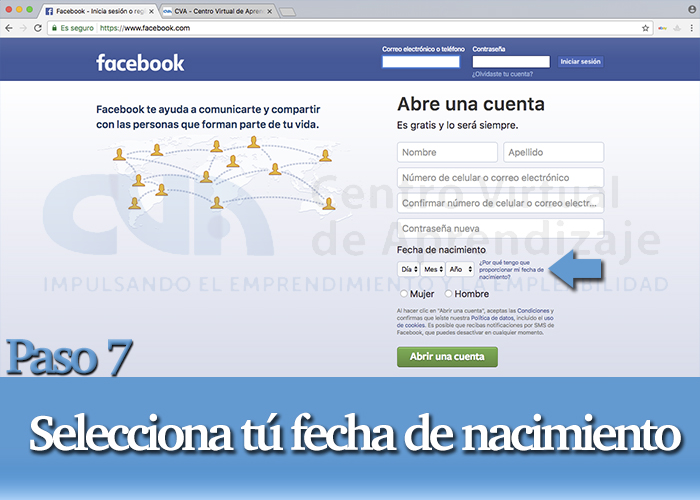 Facebook - Inicia sesión o regi
CVA - Centro Virtual de Aprend
Es seguro
https://www.facebook.com
facebook
Correo electrónico o teléfono
Contraseña
Iniciar sesión
¿Olvidaste tu cuenta?
Facebook te ayuda a comunicarte y compartir
con las personas que forman parte de tu vida.
Abre una cuenta
Es gratis y lo será siempre.
Nombre
Apellido
Número de celular o correo electrónico
Confirmar número de celular o correo electr...
Contraseña nueva
CVA Centro Virtual
de Aprendizaje
IMPULSANDO EL EMPRENDIMIENTO Y LA EMPLEABILIDAD
Fecha de nacimiento
Día Mes Año
¿Por qué tengo que
proporcionar mi fecha de
nacimiento?
Mujer Hombre
Al hacer clic en "Abrir una cuenta", aceptas las Condiciones y
confirmas que leíste nuestra Política de datos, incluido el uso
de cookies. Es posible que recibas notificaciones por SMS de
Facebook, que puedes desactivar en cualquier momento.
Abrir una cuenta
Paso 7
Selecciona tú fecha de nacimiento